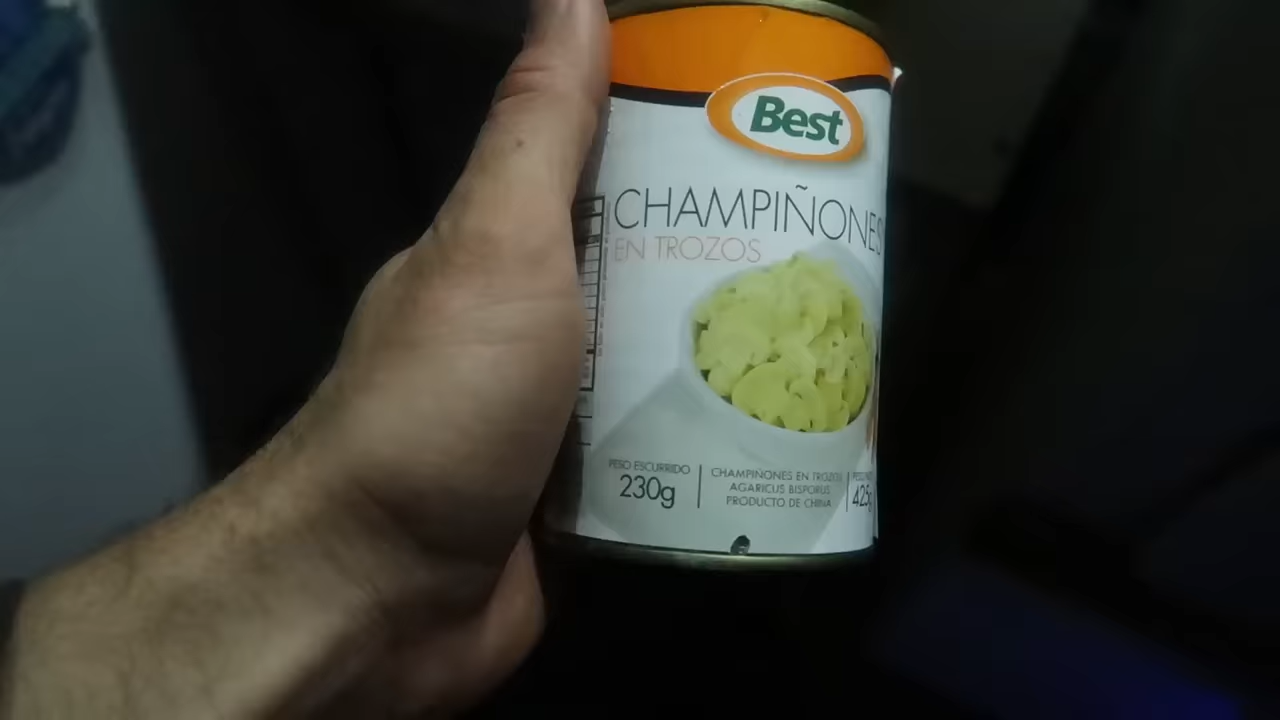 Best
CHAMPIÑONES
EN TROZOS
PESO ESCURRIDO
230g
CHAMPIÑONES EN TROZOS
AGARICUS BISPORUS
PRODUCTO DE CHINA
425g